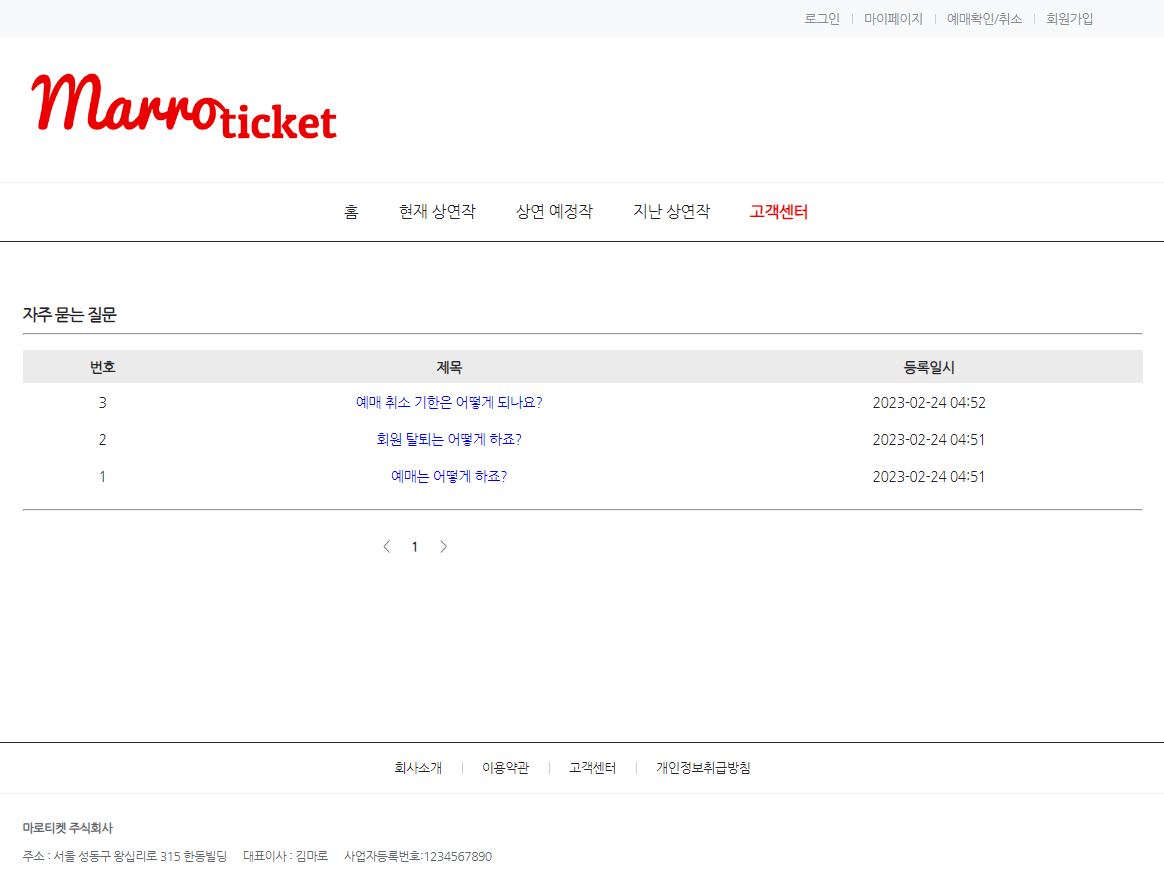 로그인 마이페이지 예매확인/취소 회원가입
Marro ticket
홈 현재 상연작 상연 예정작 지난 상연작 고객센터
자주 묻는 질문
번호 제목 등록일시
3 예매 취소 기한은 어떻게 되나요? 2023-02-24 04:52
2 회원 탈퇴는 어떻게 하죠? 2023-02-24 04:51
1 예매는 어떻게 하죠? 2023-02-24 04:51
< 1 >
회사소개 이용약관 고객센터 개인정보취급방침
마로티켓 주식회사
주소 : 서울 성동구 왕십리로 315 한동빌딩 대표이사 : 김마로 사업자등록번호:1234567890